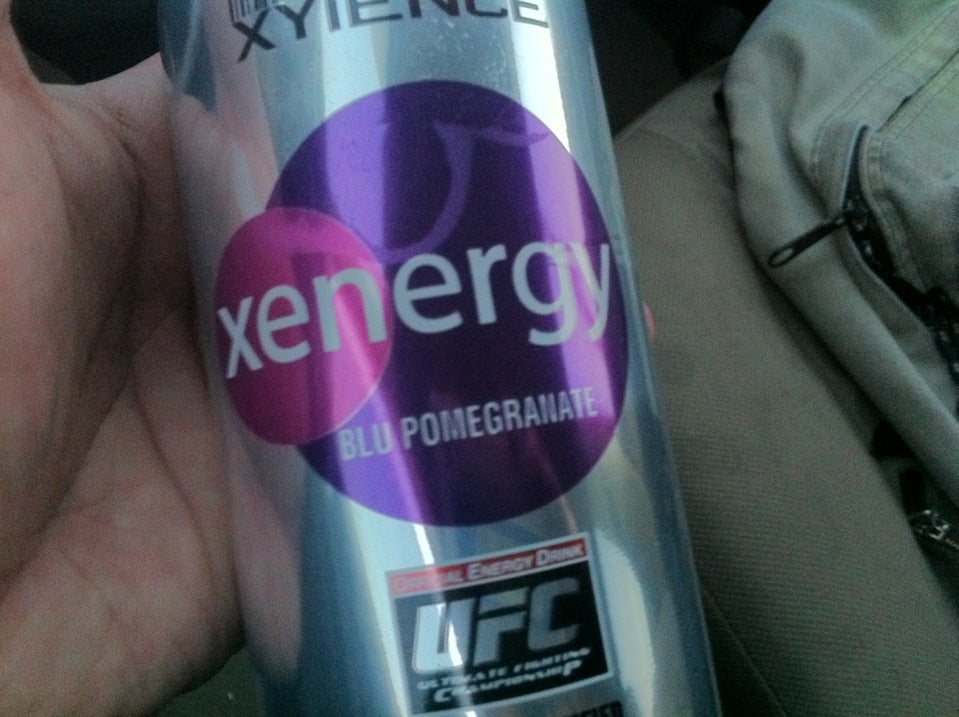 XYIENCE
xenergy
BLU POMEGRANATE
OFFICIAL ENERGY DRINK
UFC
ULTIMATE FIGHTING
CHAMPIONSHIP